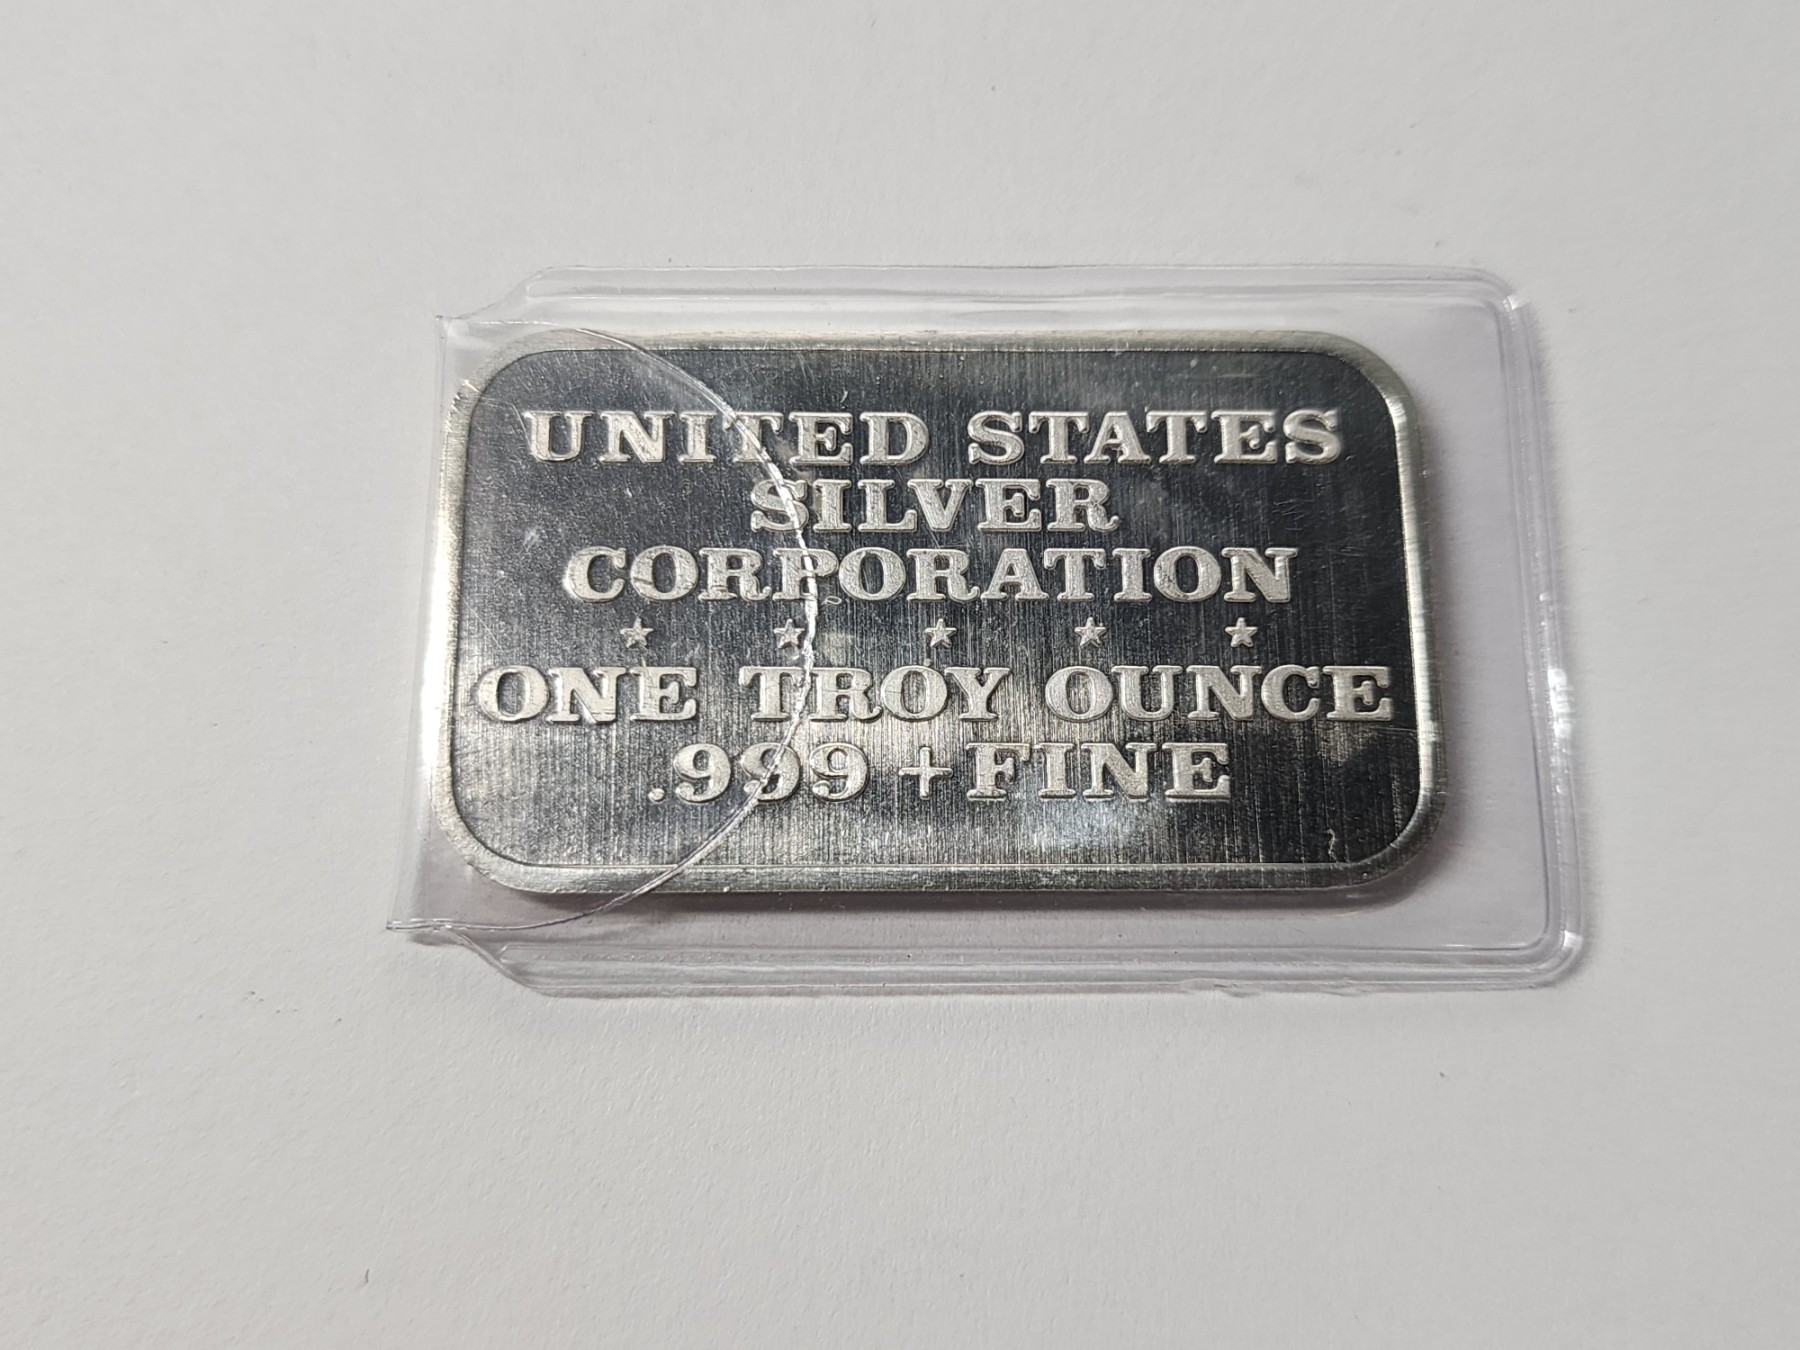 UNITED STATES
SILVER
CORPORATION
ONE TROY OUNCE
.999 + FINE